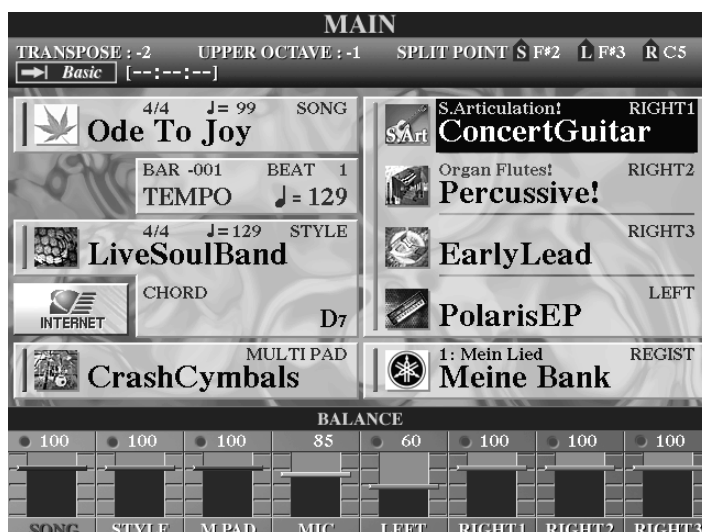 MAIN
TRANSPOSE : -2 UPPER OCTAVE : -1 SPLIT POINT S F#2 L F#3 R C5
Basic [--:--:--]
4/4 ♩= 99 SONG
Ode To Joy
BAR -001 BEAT 1
TEMPO ♩= 129
4/4 ♩=129 STYLE
LiveSoulBand
INTERNET
CHORD
D7
MULTI PAD
CrashCymbals
S.Articulation! RIGHT1
S.Art ConcertGuitar
Organ Flutes! RIGHT2
Percussive!
RIGHT3
EarlyLead
LEFT
PolarisEP
1: Mein Lied REGIST
Meine Bank
BALANCE
100 100 100 85 60 100 100 100
SONG STYLE M.PAD MIC LEFT RIGHT1 RIGHT2 RIGHT3